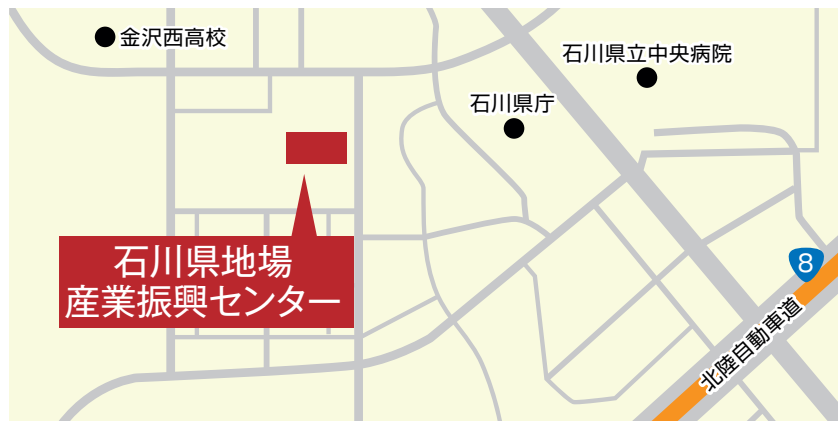 金沢西高校
石川県立中央病院
石川県庁
石川県地場
産業振興センター
8
北陸自動車道